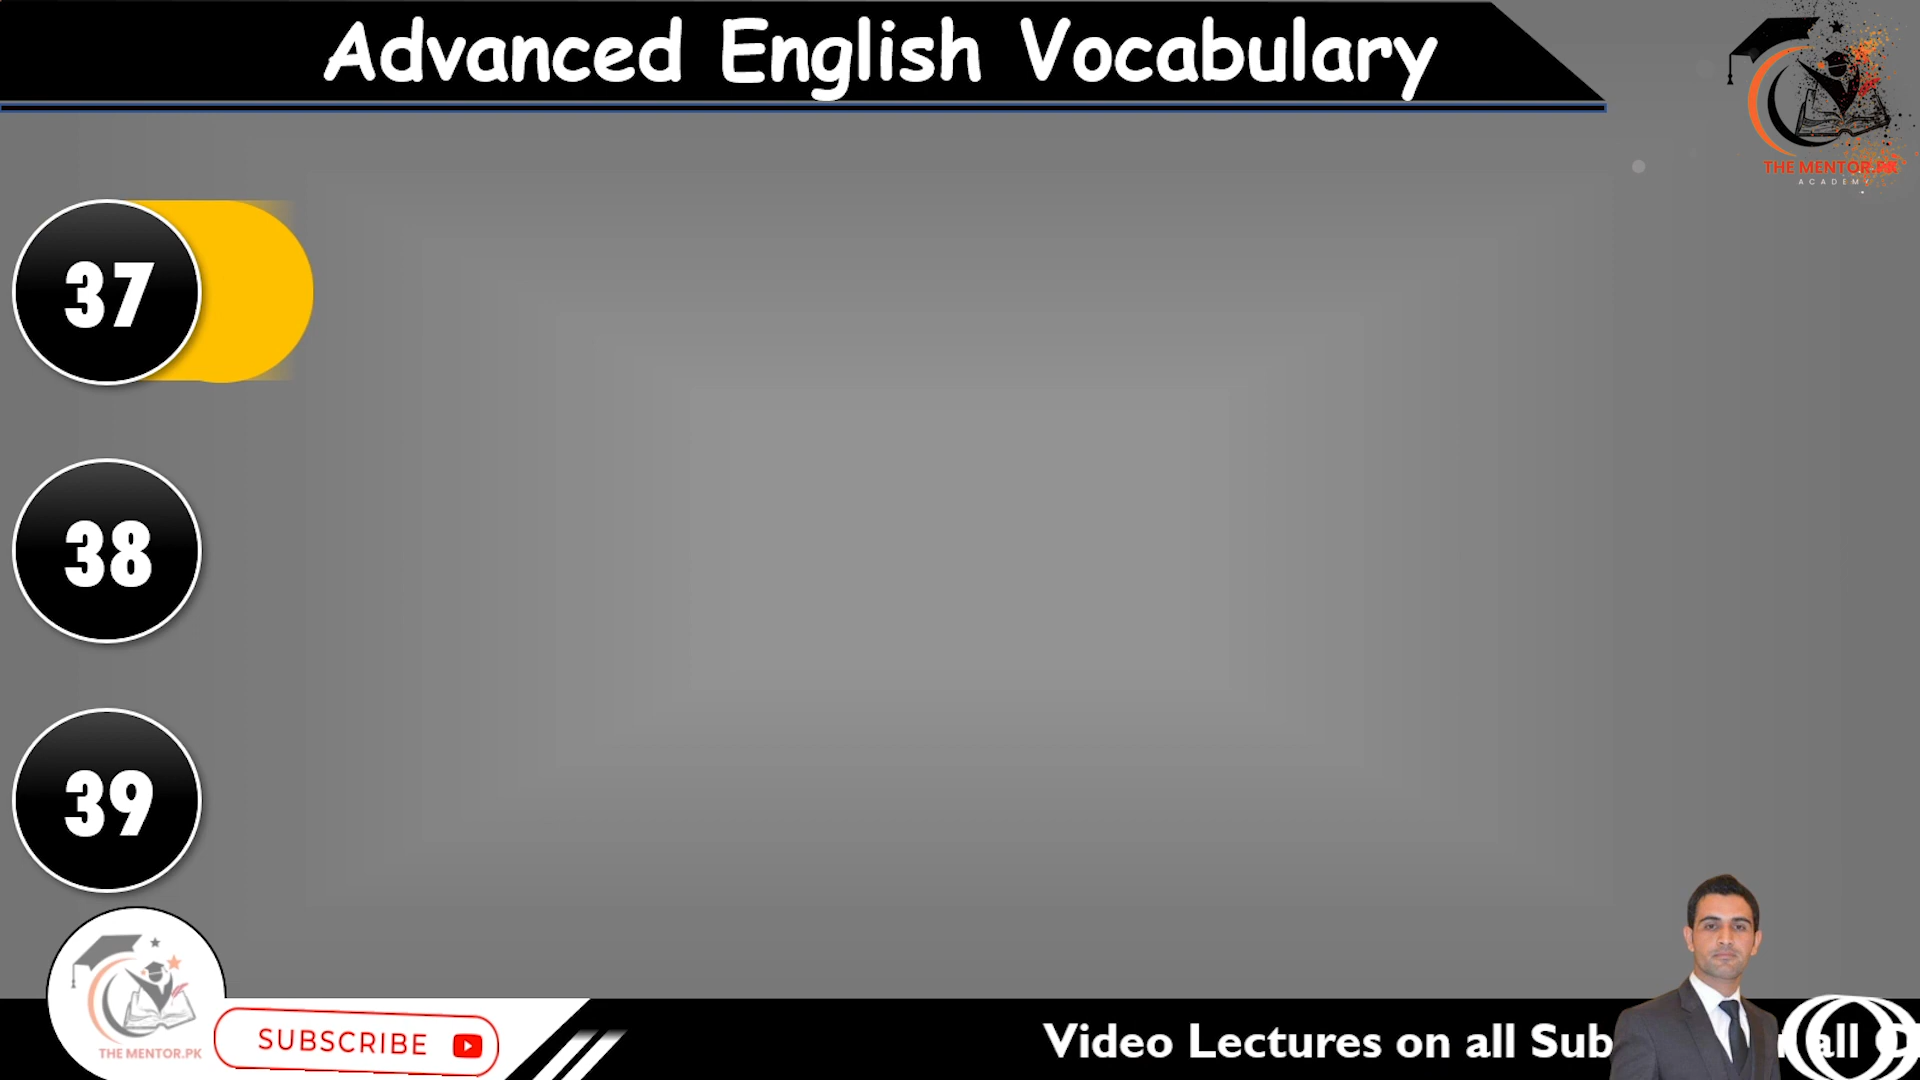 Advanced English Vocabulary
THE MENTOR.PK
ACADEMY
37
38
39
THE MENTOR.PK
SUBSCRIBE
Video Lectures on all Sub
all